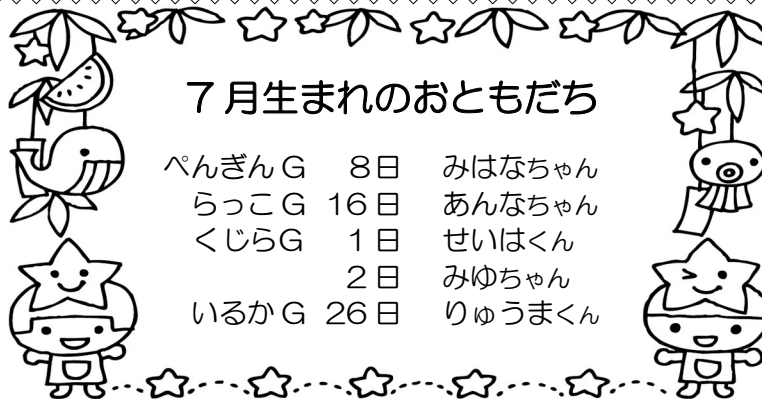 7月生まれのおともだち
ぺんぎんG 8日 みはなちゃん
らっこG 16日 あんなちゃん
くじらG 1日 せいはくん
2日 みゆちゃん
いるかG 26日 りゅうまくん